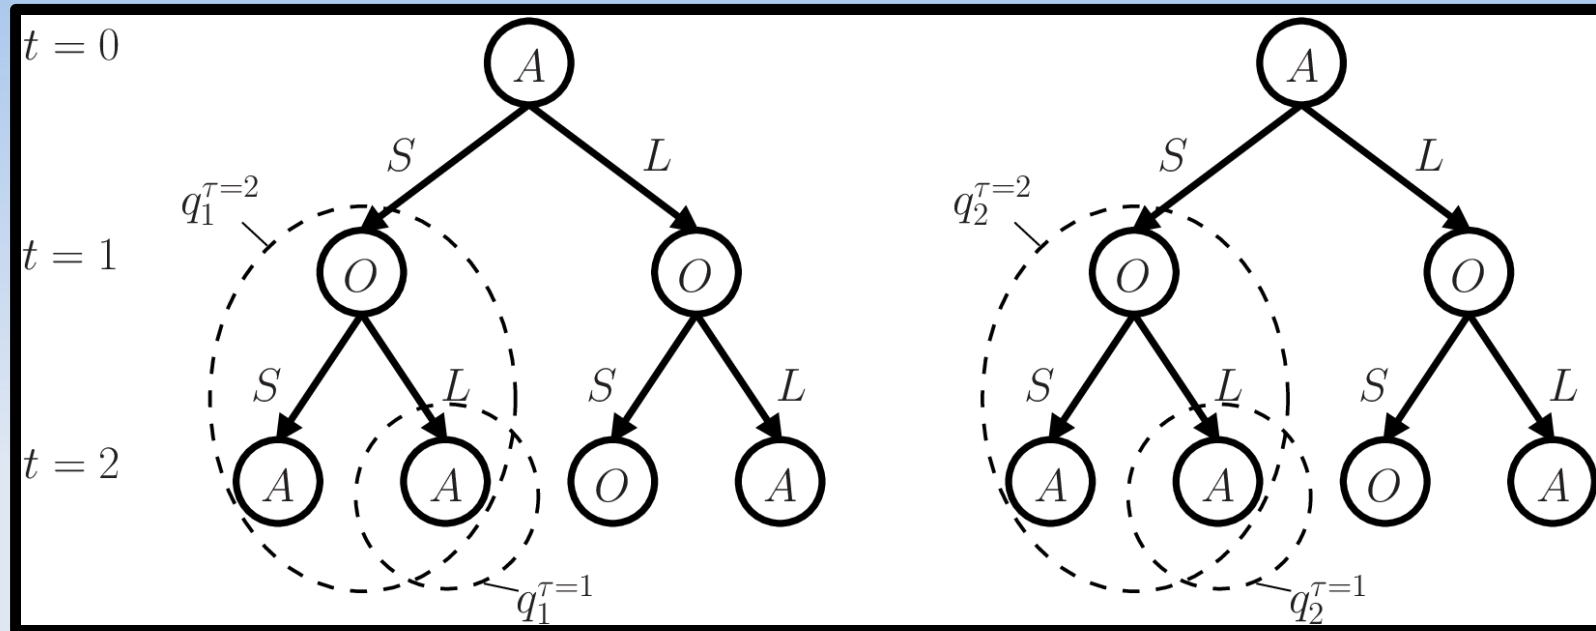 t = 0 A A
S L S L
q_1^{τ=2} q_2^{τ=2}
t = 1 O O O O
S L S L S L S L
t = 2 A A O A A A O A
q_1^{τ=1} q_2^{τ=1}